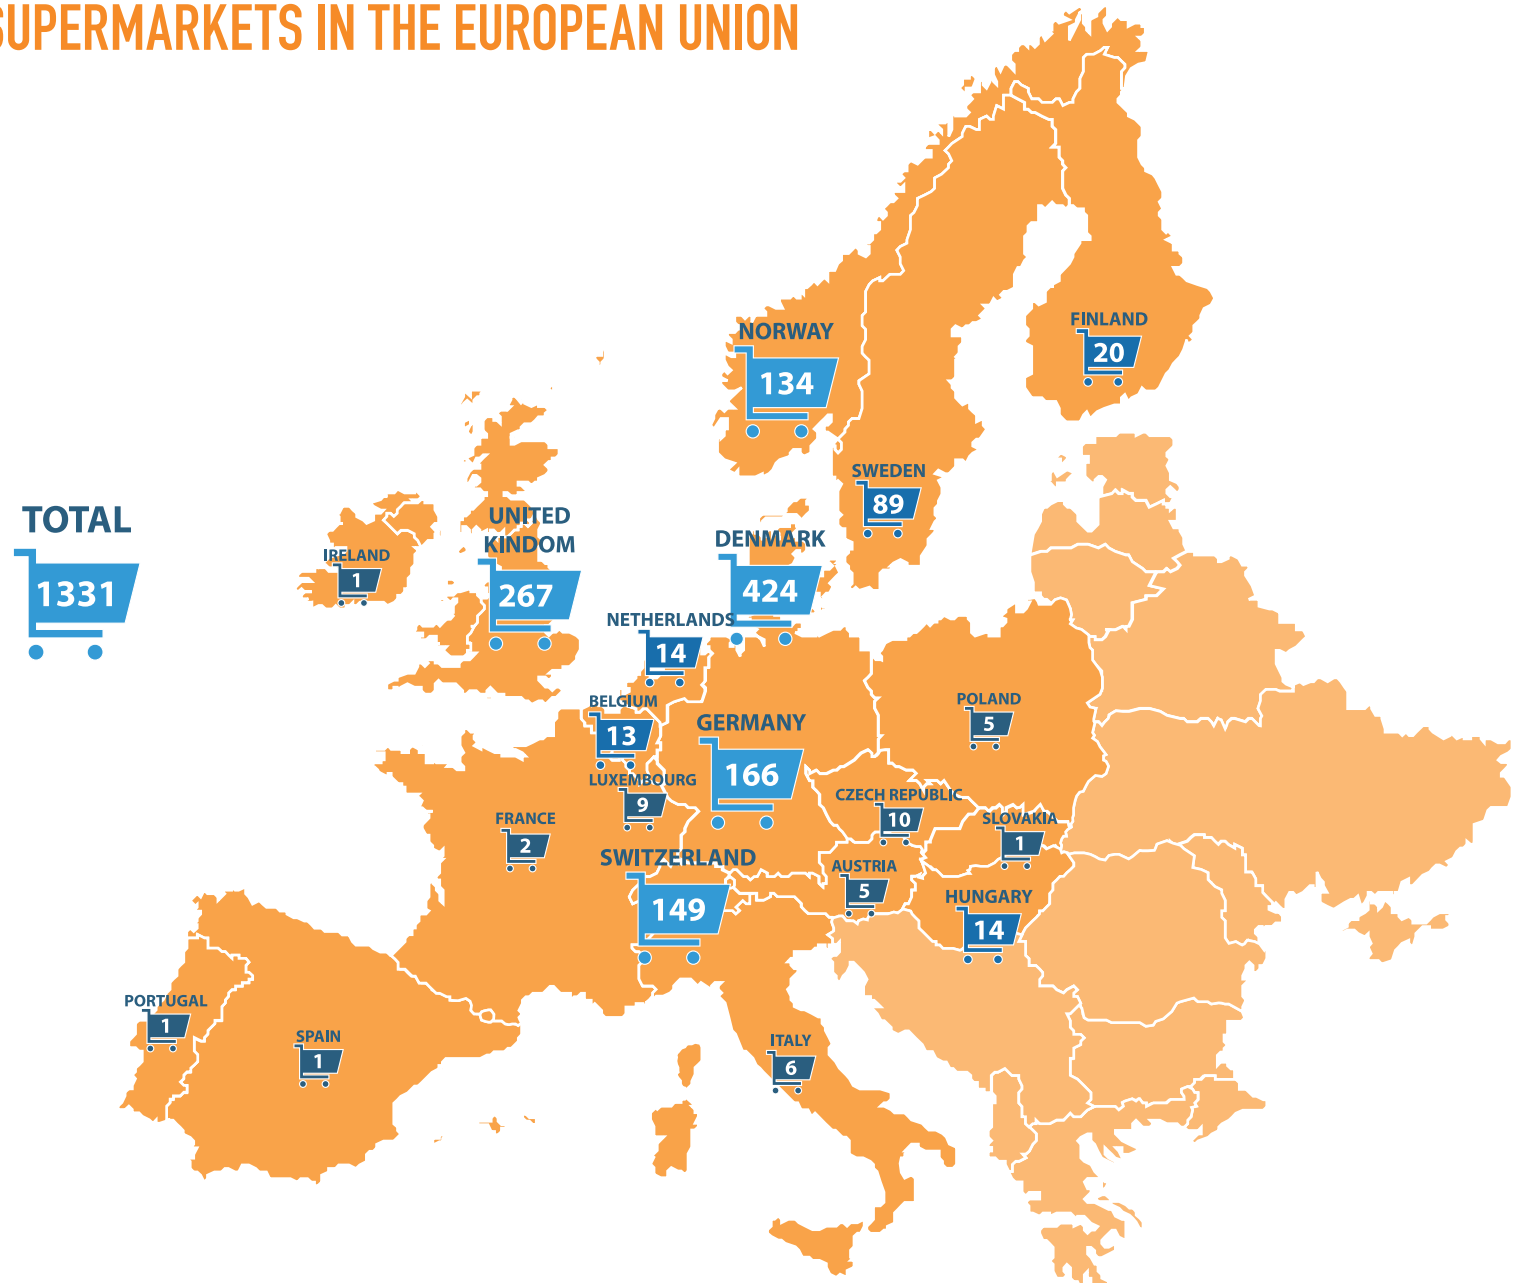 SUPERMARKETS IN THE EUROPEAN UNION
NORWAY
134
FINLAND
20
SWEDEN
89
TOTAL
1331
UNITED
KINDOM
267
IRELAND
1
DENMARK
424
NETHERLANDS
14
BELGIUM
13
POLAND
5
GERMANY
166
LUXEMBOURG
9
CZECH REPUBLIC
10
FRANCE
2
SLOVAKIA
1
SWITZERLAND
149
AUSTRIA
5
HUNGARY
14
PORTUGAL
1
SPAIN
1
ITALY
6